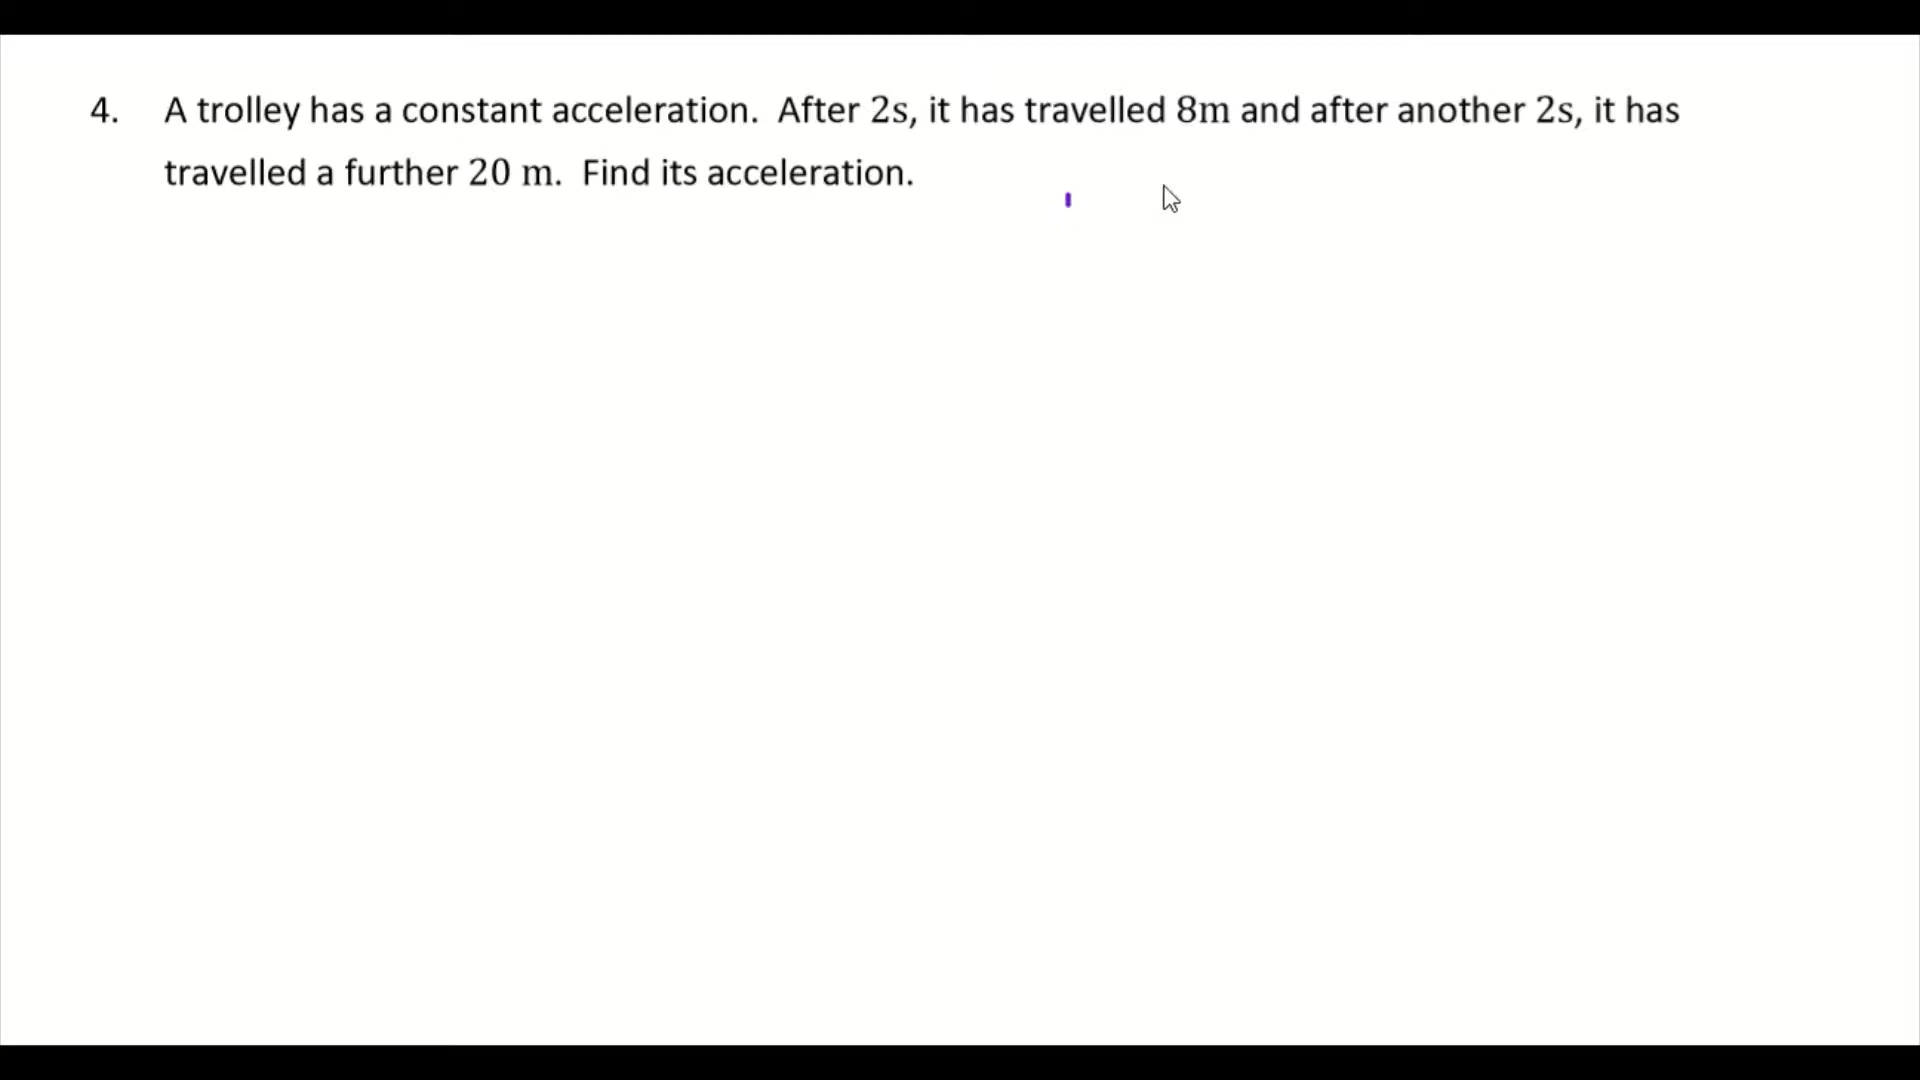 4. A trolley has a constant acceleration. After 2s, it has travelled 8m and after another 2s, it has
travelled a further 20 m. Find its acceleration.